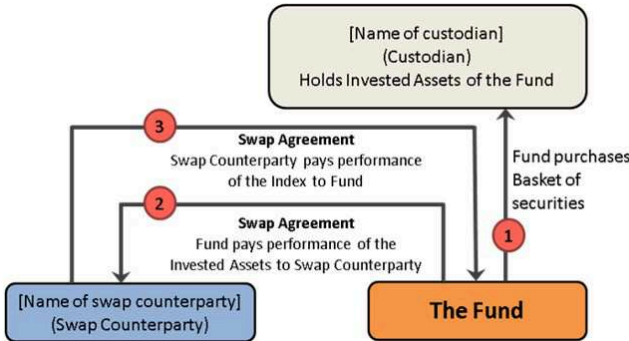 [Name of custodian]
(Custodian)
Holds Invested Assets of the Fund
3
Swap Agreement
Swap Counterparty pays performance
of the Index to Fund
Fund purchases
Basket of
securities
2
Swap Agreement
Fund pays performance of the
Invested Assets to Swap Counterparty
1
[Name of swap counterparty]
(Swap Counterparty)
The Fund